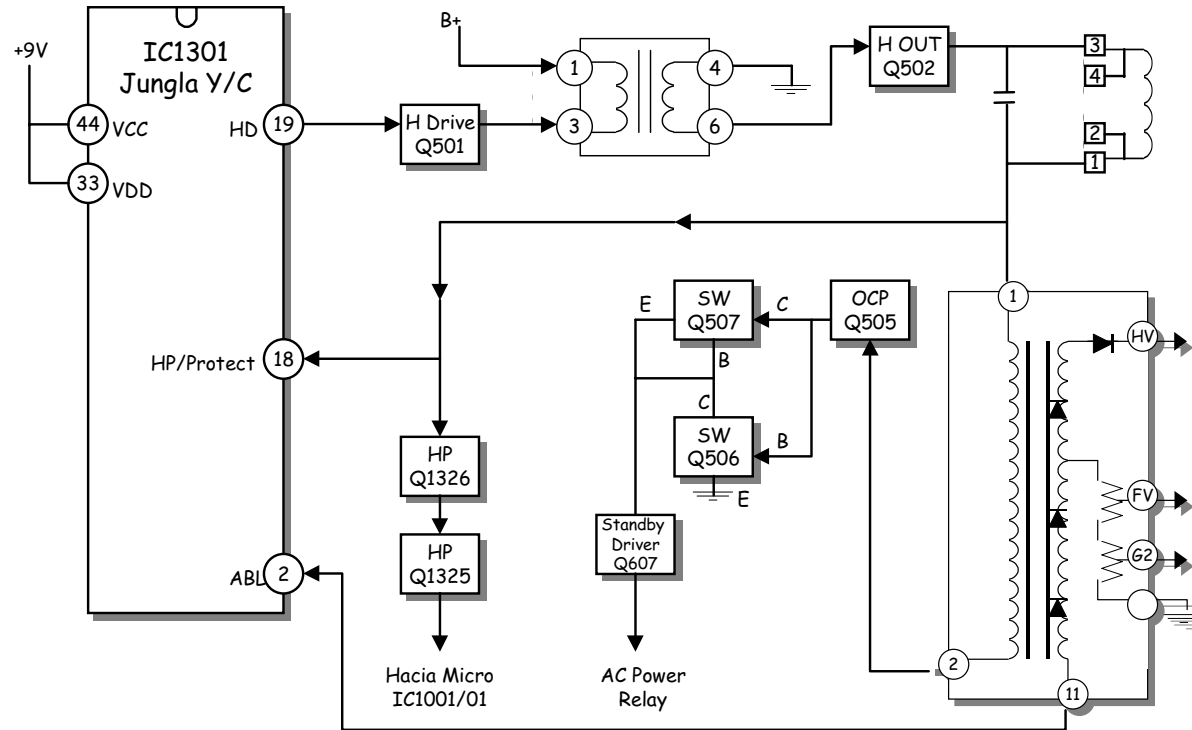 +9V
IC1301
Jungla Y/C
44
VCC
33
VDD
HD
19
H Drive
Q501
B+
1
3
4
6
H OUT
Q502
3
4
2
1
HP/Protect
18
HP
Q1326
HP
Q1325
Hacia Micro
IC1001/01
ABL
2
E
SW
Q507
C
B
OCP
Q505
C
SW
Q506
B
E
Standby
Driver
Q607
AC Power
Relay
1
HV
FV
G2
2
11